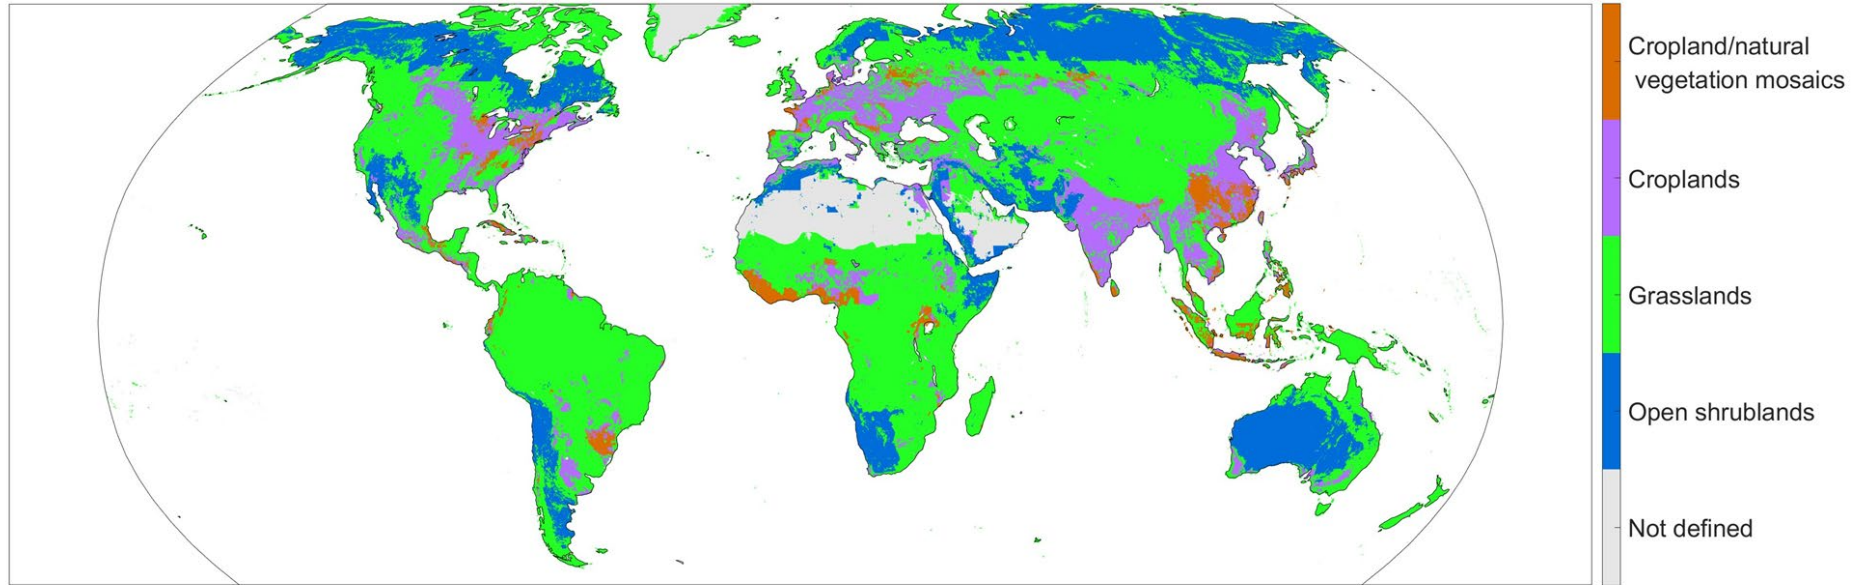 Cropland/natural
vegetation mosaics
Croplands
Grasslands
Open shrublands
Not defined